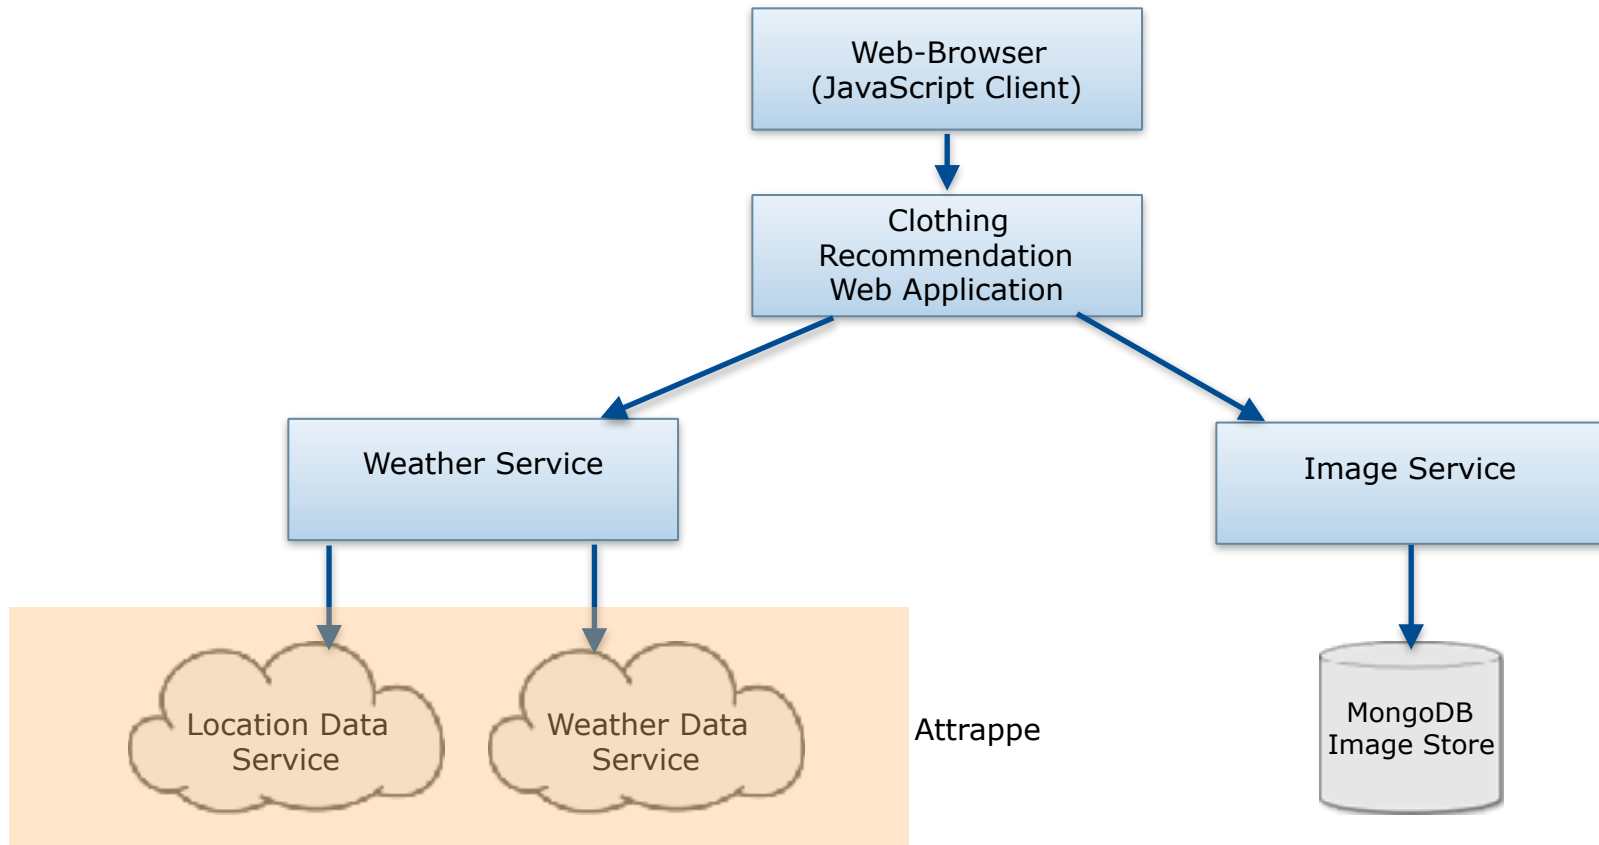 Web-Browser
(JavaScript Client)
Clothing
Recommendation
Web Application
Weather Service
Image Service
Location Data
Service
Weather Data
Service
Attrappe
MongoDB
Image Store